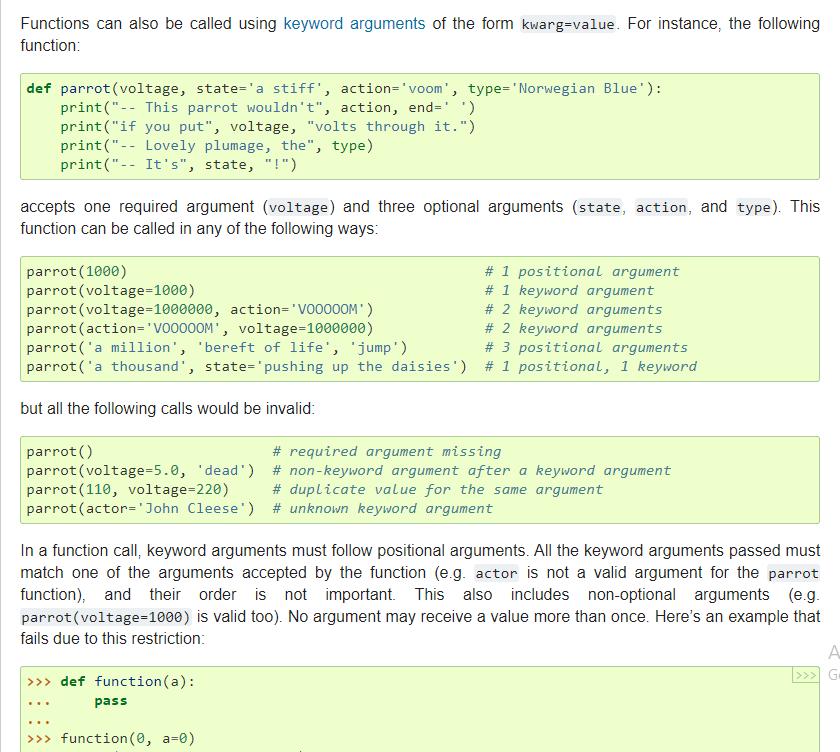 Functions can also be called using keyword arguments of the form kwarg=value. For instance, the following
function:
def parrot(voltage, state='a stiff', action='voom', type='Norwegian Blue'):
    print("-- This parrot wouldn't", action, end=' ')
    print("if you put", voltage, "volts through it.")
    print("-- Lovely plumage, the", type)
    print("-- It's", state, "!")
accepts one required argument (voltage) and three optional arguments (state, action, and type). This
function can be called in any of the following ways:
parrot(1000)                                          # 1 positional argument
parrot(voltage=1000)                                  # 1 keyword argument
parrot(voltage=1000000, action='VOOOOOM')             # 2 keyword arguments
parrot(action='VOOOOOM', voltage=1000000)             # 2 keyword arguments
parrot('a million', 'bereft of life', 'jump')         # 3 positional arguments
parrot('a thousand', state='pushing up the daisies')  # 1 positional, 1 keyword
but all the following calls would be invalid:
parrot()                     # required argument missing
parrot(voltage=5.0, 'dead')  # non-keyword argument after a keyword argument
parrot(110, voltage=220)     # duplicate value for the same argument
parrot(actor='John Cleese')  # unknown keyword argument
In a function call, keyword arguments must follow positional arguments. All the keyword arguments passed must
match one of the arguments accepted by the function (e.g. actor is not a valid argument for the parrot
function), and their order is not important. This also includes non-optional arguments (e.g.
parrot(voltage=1000) is valid too). No argument may receive a value more than once. Here's an example that
fails due to this restriction:
>>>
>>> def function(a):
...     pass
...
>>> function(0, a=0)